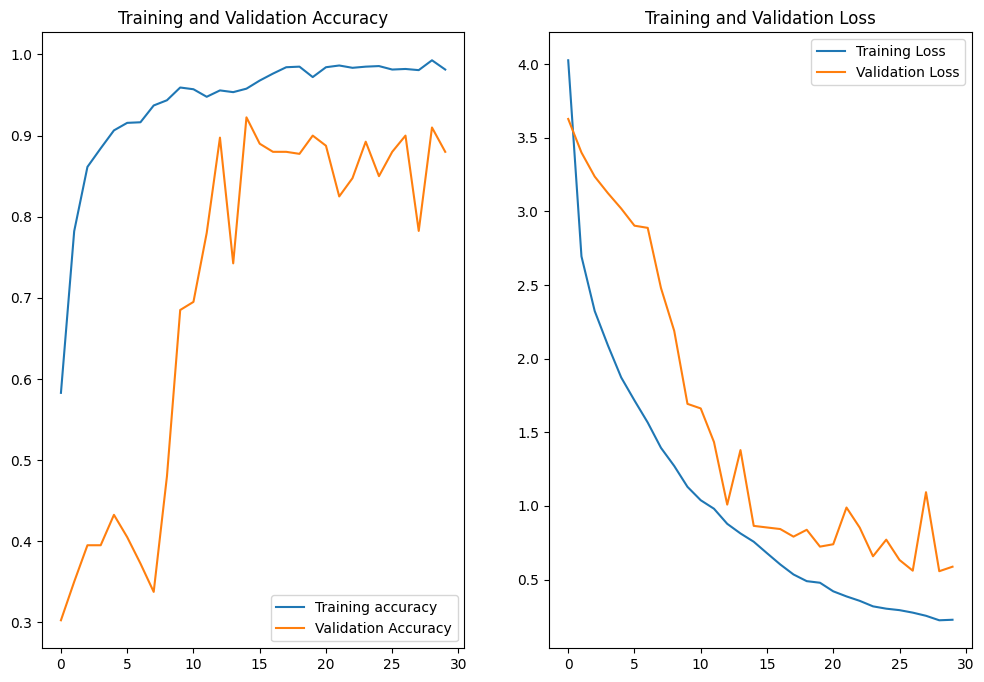 Training and Validation Accuracy
1.0
0.9
0.8
0.7
0.6
0.5
0.4
0.3
Training accuracy
Validation Accuracy
0 5 10 15 20 25 30
Training and Validation Loss
Training Loss
Validation Loss
4.0
3.5
3.0
2.5
2.0
1.5
1.0
0.5
0 5 10 15 20 25 30